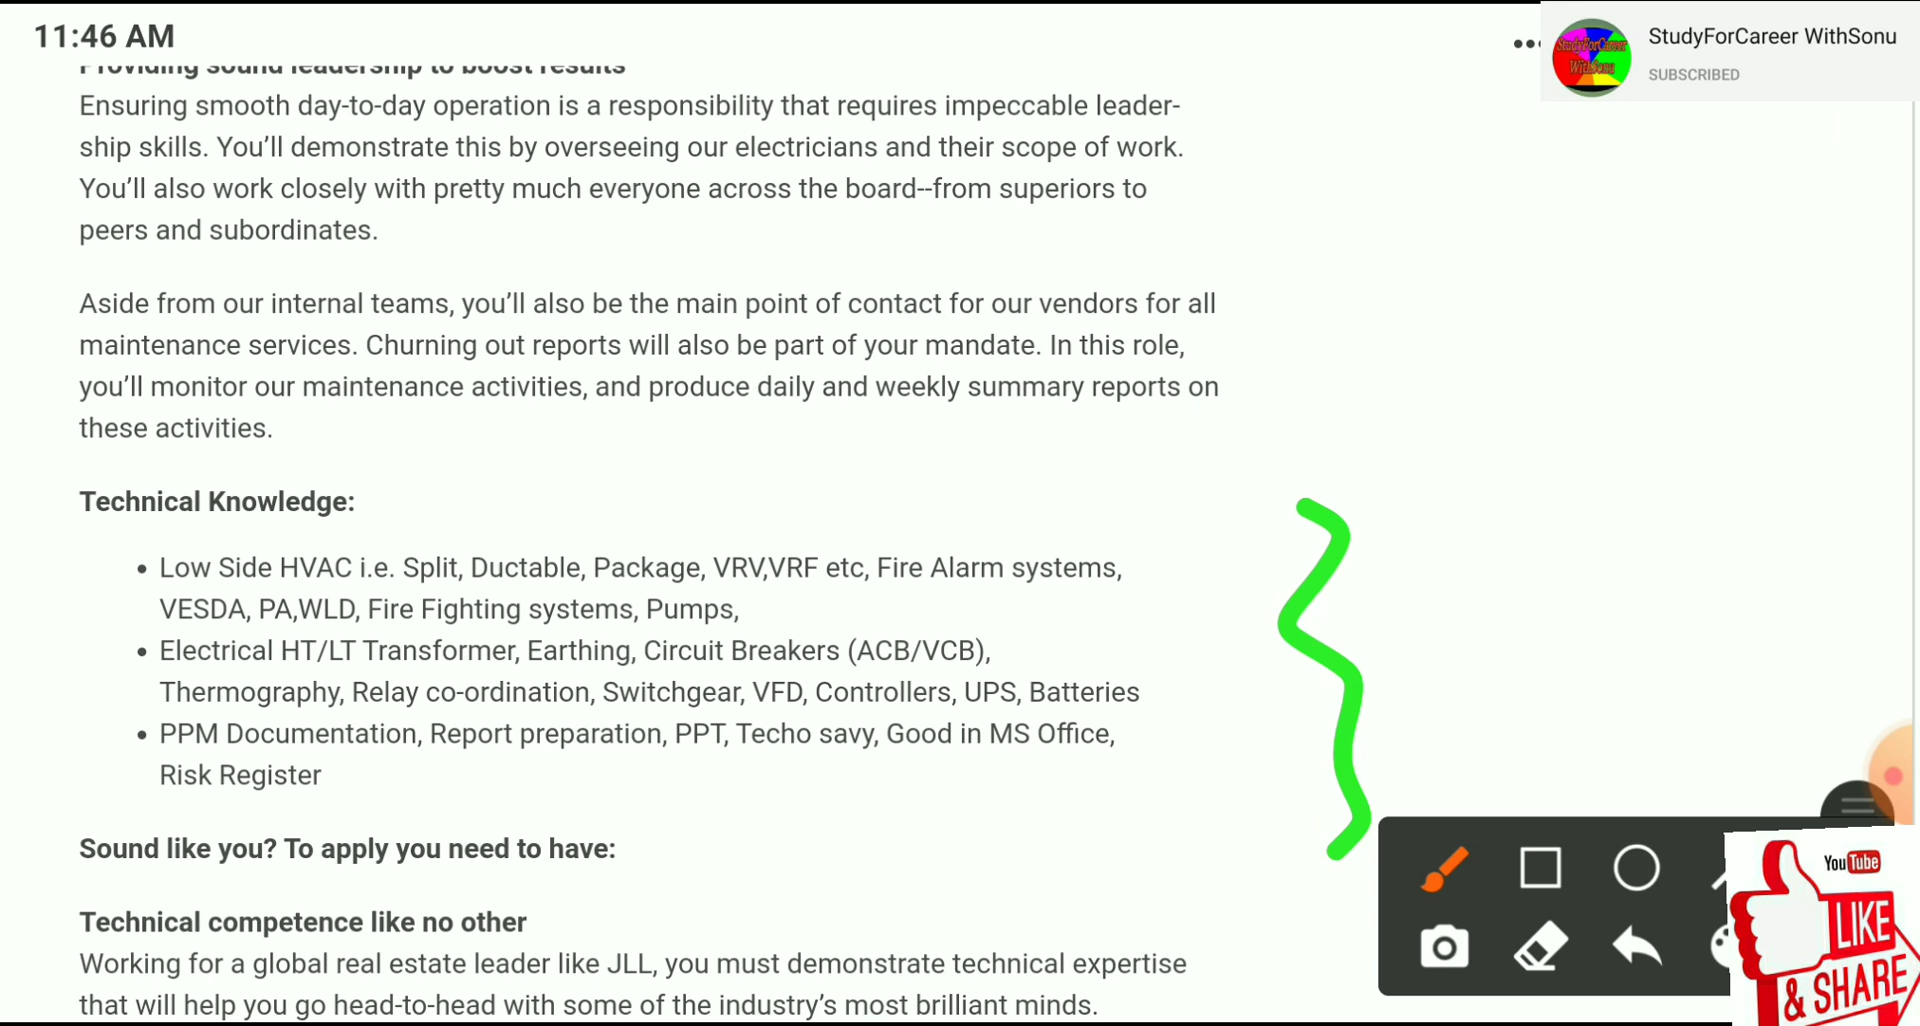 11:46 AM
StudyForCareer WithSonu
SUBSCRIBED
StudyForCareer
WithSonu
Providing sound leadership to boost results
Ensuring smooth day-to-day operation is a responsibility that requires impeccable leader-
ship skills. You’ll demonstrate this by overseeing our electricians and their scope of work.
You’ll also work closely with pretty much everyone across the board--from superiors to
peers and subordinates.
Aside from our internal teams, you’ll also be the main point of contact for our vendors for all
maintenance services. Churning out reports will also be part of your mandate. In this role,
you’ll monitor our maintenance activities, and produce daily and weekly summary reports on
these activities.
Technical Knowledge:
• Low Side HVAC i.e. Split, Ductable, Package, VRV,VRF etc, Fire Alarm systems,
VESDA, PA,WLD, Fire Fighting systems, Pumps,
• Electrical HT/LT Transformer, Earthing, Circuit Breakers (ACB/VCB),
Thermography, Relay co-ordination, Switchgear, VFD, Controllers, UPS, Batteries
• PPM Documentation, Report preparation, PPT, Techo savy, Good in MS Office,
Risk Register
Sound like you? To apply you need to have:
Technical competence like no other
Working for a global real estate leader like JLL, you must demonstrate technical expertise
that will help you go head-to-head with some of the industry’s most brilliant minds.
YouTube
LIKE
& SHARE